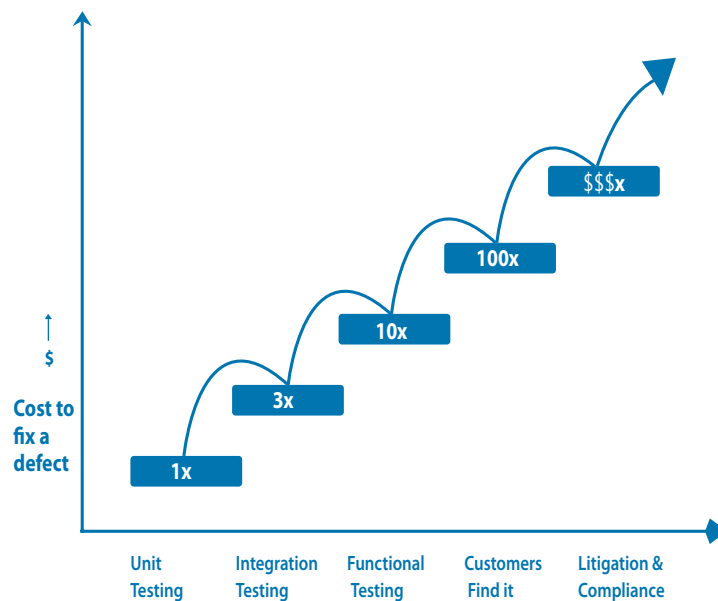 $$$x
100x
10x
3x
1x
$
Cost to
fix a
defect
Unit
Testing
Integration
Testing
Functional
Testing
Customers
Find it
Litigation &
Compliance